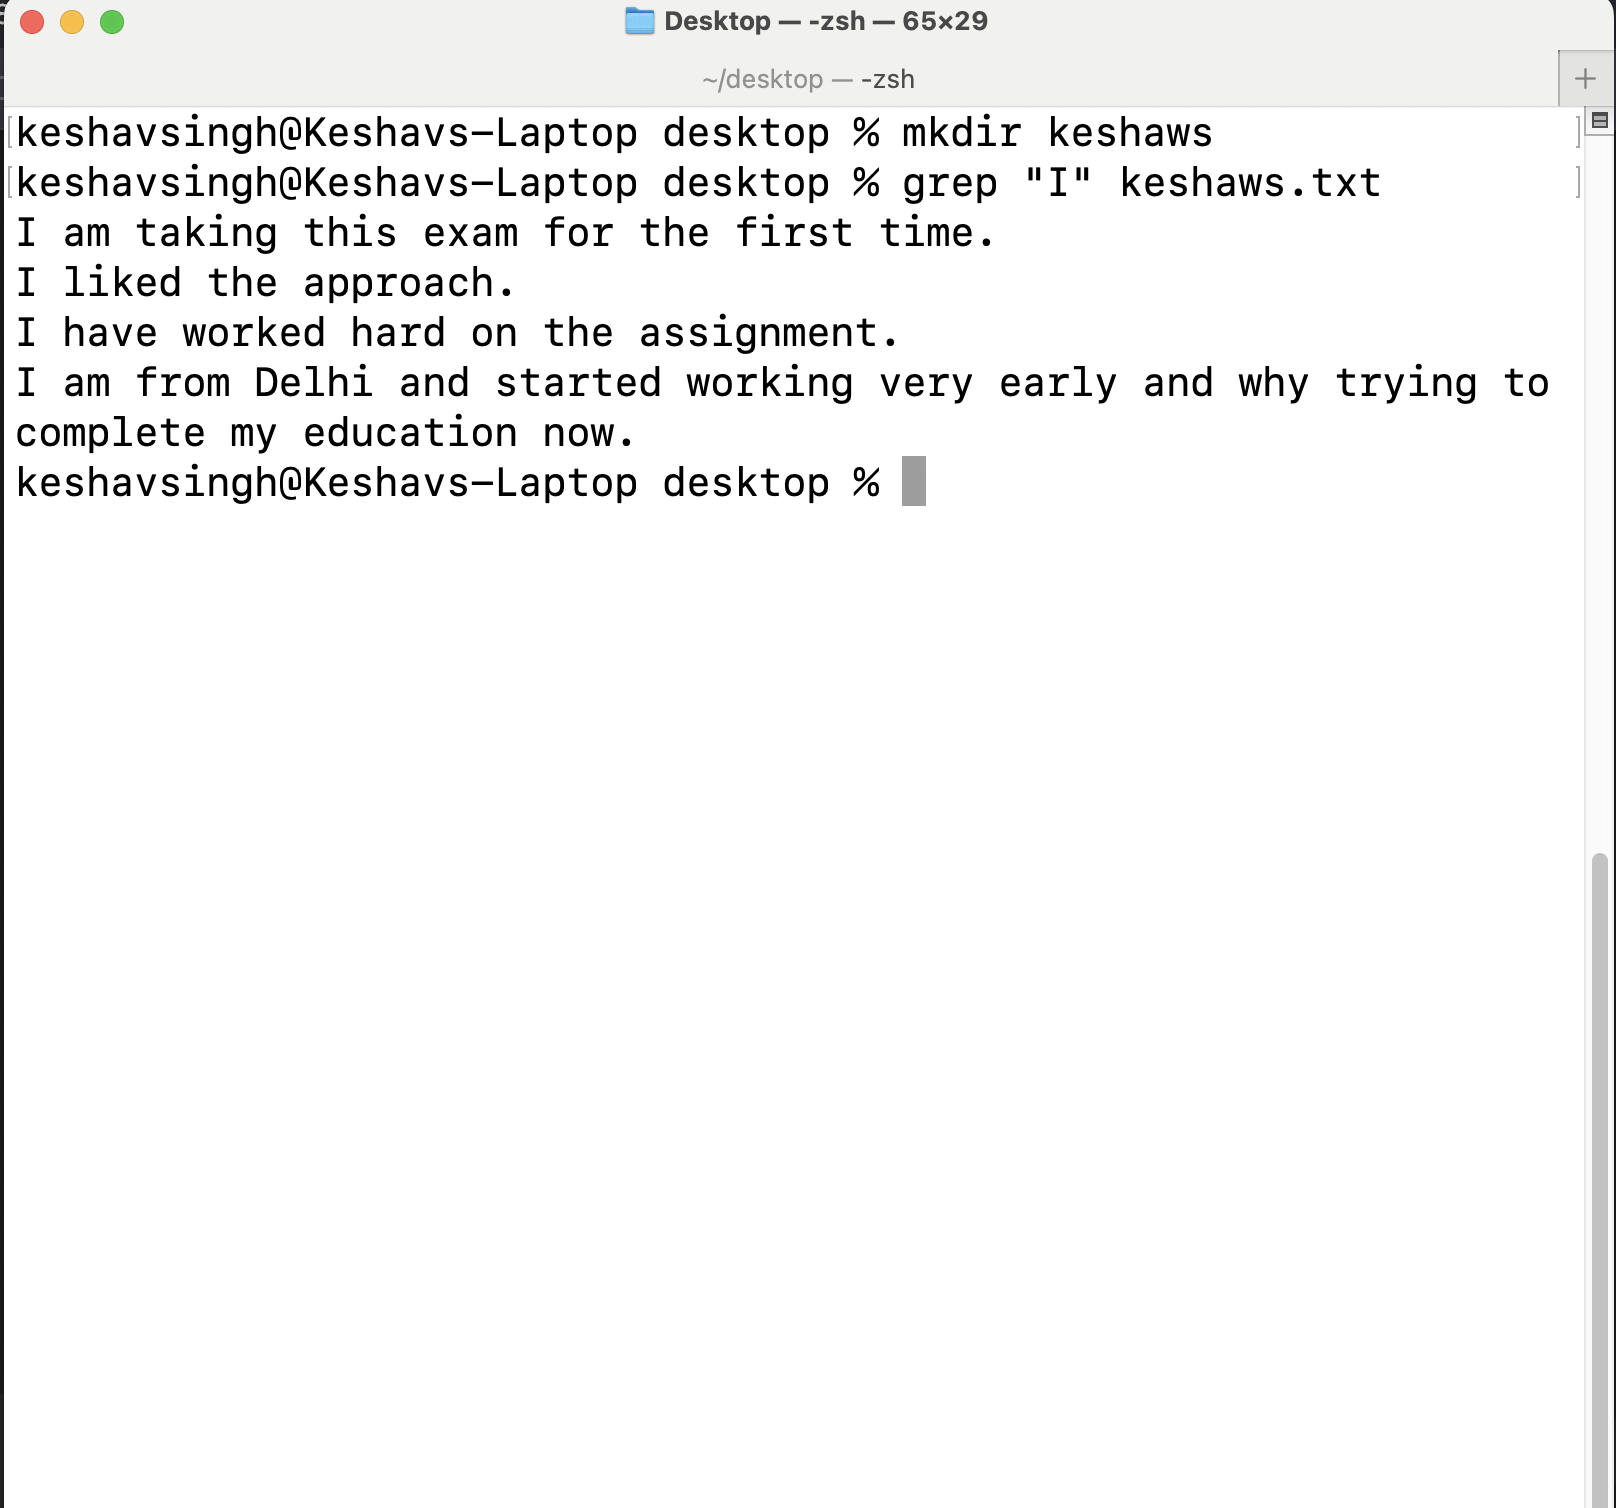 Desktop — -zsh — 65×29
~/desktop — -zsh
keshavsingh@Keshavs-Laptop desktop % mkdir keshaws
keshavsingh@Keshavs-Laptop desktop % grep "I" keshaws.txt
I am taking this exam for the first time.
I liked the approach.
I have worked hard on the assignment.
I am from Delhi and started working very early and why trying to
complete my education now.
keshavsingh@Keshavs-Laptop desktop %